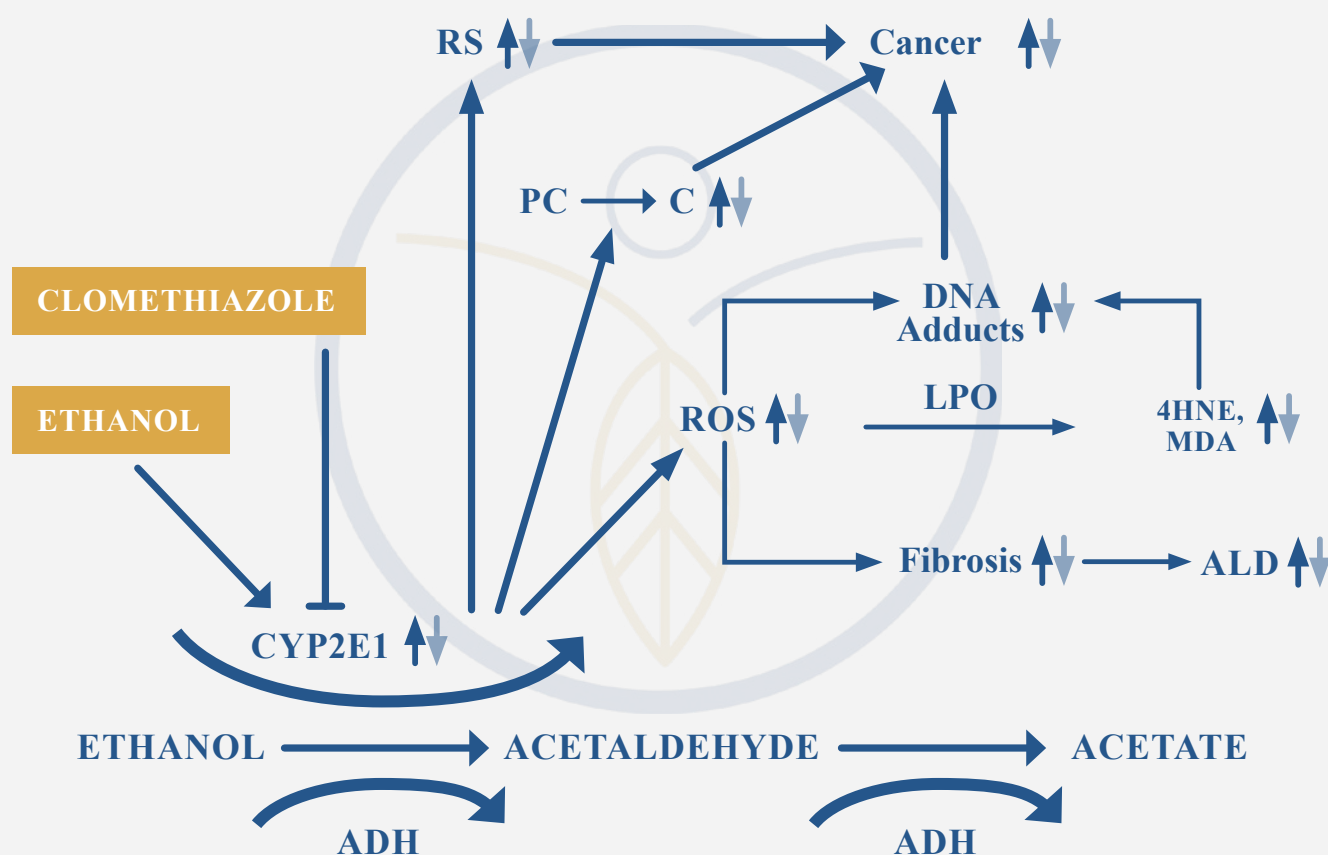 RS
Cancer
PC
C
CLOMETHIAZOLE
DNA
Adducts
ETHANOL
ROS
LPO
4HNE,
MDA
Fibrosis
ALD
CYP2E1
ETHANOL
ACETALDEHYDE
ACETATE
ADH
ADH